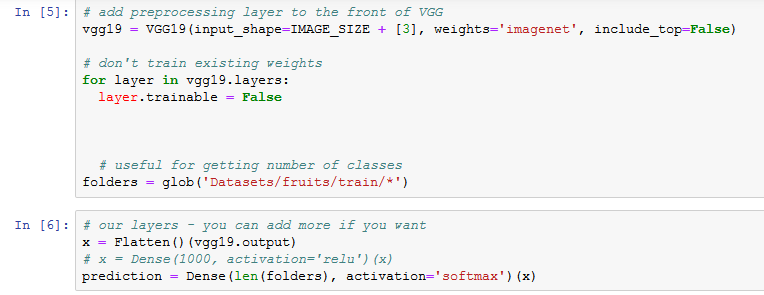 In [5]: # add preprocessing layer to the front of VGG
vgg19 = VGG19(input_shape=IMAGE_SIZE + [3], weights='imagenet', include_top=False)
# don't train existing weights
for layer in vgg19.layers:
  layer.trainable = False
  # useful for getting number of classes
folders = glob('Datasets/fruits/train/*')
In [6]: # our layers - you can add more if you want
x = Flatten()(vgg19.output)
# x = Dense(1000, activation='relu')(x)
prediction = Dense(len(folders), activation='softmax')(x)